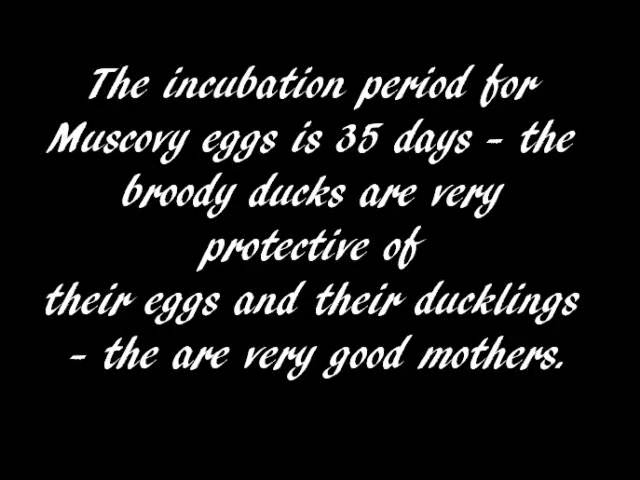 The incubation period for
Muscovy eggs is 35 days - the
broody ducks are very
protective of
their eggs and their ducklings
- the are very good mothers.